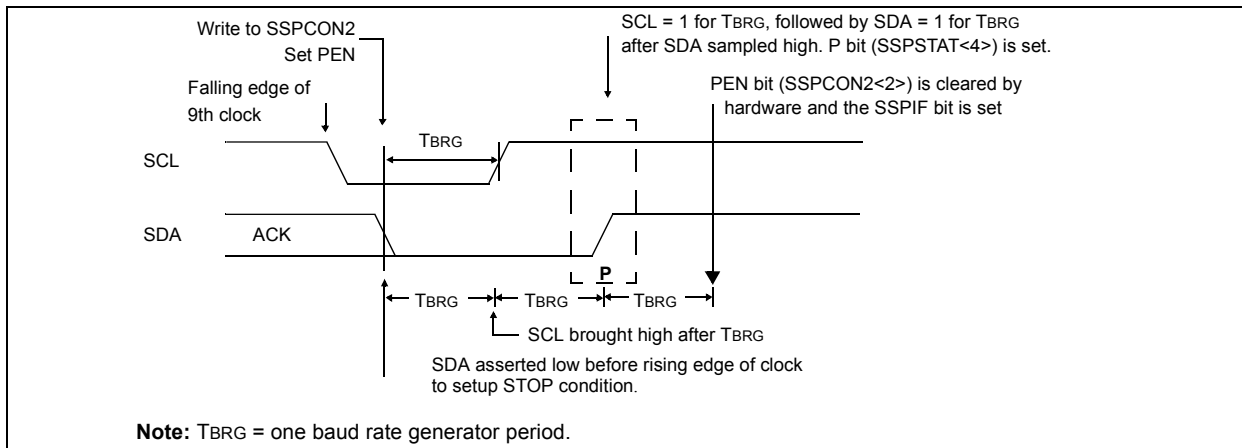 Write to SSPCON2
Set PEN
SCL = 1 for TBRG, followed by SDA = 1 for TBRG
after SDA sampled high. P bit (SSPSTAT<4>) is set.
Falling edge of
9th clock
PEN bit (SSPCON2<2>) is cleared by
hardware and the SSPIF bit is set
TBRG
SCL
SDA
ACK
P
TBRG
TBRG
TBRG
SCL brought high after TBRG
SDA asserted low before rising edge of clock
to setup STOP condition.
Note: TBRG = one baud rate generator period.